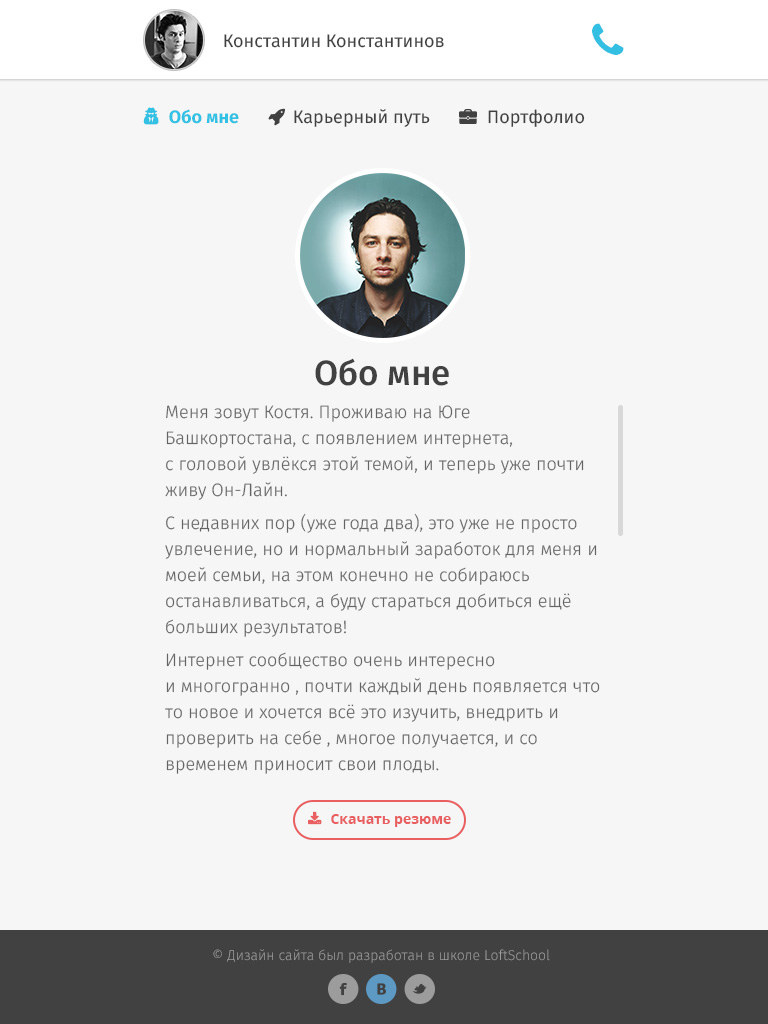 Константин Константинов
Обо мне
Карьерный путь
Портфолио
Обо мне
Меня зовут Костя. Проживаю на Юге
Башкортостана, с появлением интернета,
с головой увлёкся этой темой, и теперь уже почти
живу Он-Лайн.
С недавних пор (уже года два), это уже не просто
увлечение, но и нормальный заработок для меня и
моей семьи, на этом конечно не собираюсь
останавливаться, а буду стараться добиться ещё
больших результатов!
Интернет сообщество очень интересно
и многогранно , почти каждый день появляется что
то новое и хочется всё это изучить, внедрить и
проверить на себе , многое получается, и со
временем приносит свои плоды.
Скачать резюме
© Дизайн сайта был разработан в школе LoftSchool
f
B